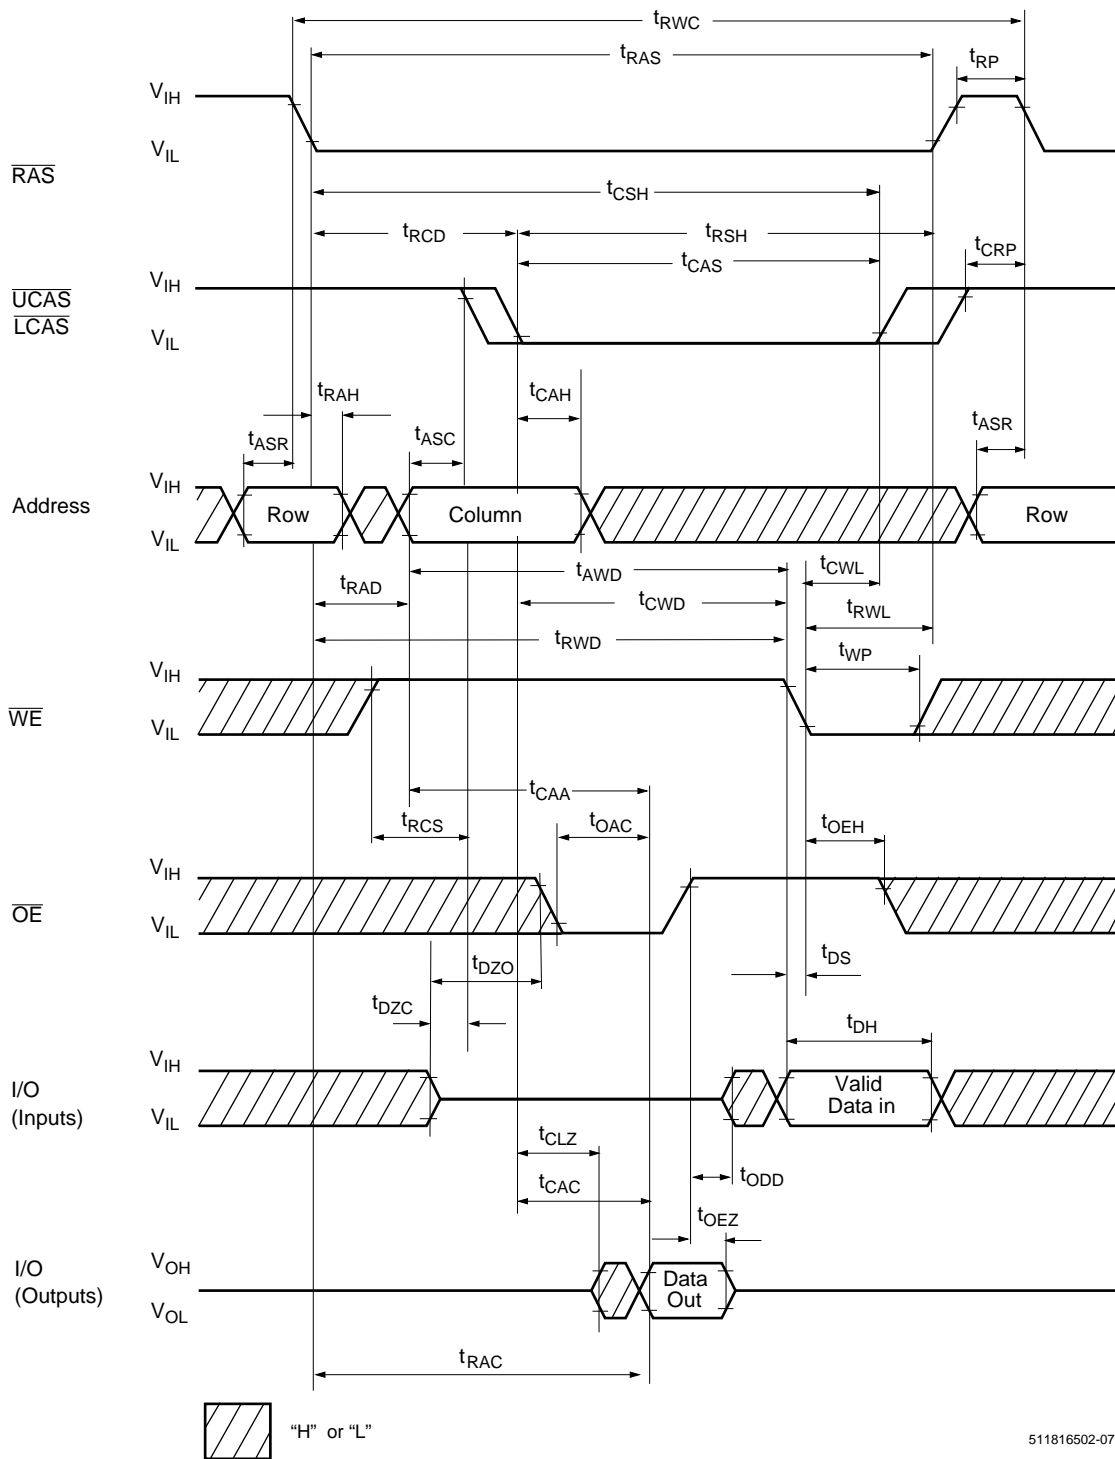 tRWC
tRAS
tRP
VIH
VIL
RAS
tCSH
tRCD
tRSH
tCRP
tCAS
VIH
UCAS
LCAS
VIL
tRAH
tCAH
tASR
tASC
tASR
VIH
Address
Row
Column
Row
VIL
tAWD
tCWL
tRAD
tCWD
tRWL
tRWD
tWP
VIH
WE
VIL
tCAA
tRCS
tOAC
tOEH
VIH
OE
VIL
tDZO
tDS
tDZC
tDH
VIH
I/O
(Inputs)
Valid
Data in
VIL
tCLZ
tODD
tCAC
tOEZ
VOH
I/O
(Outputs)
Data
Out
VOL
tRAC
“H” or “L”
511816502-07